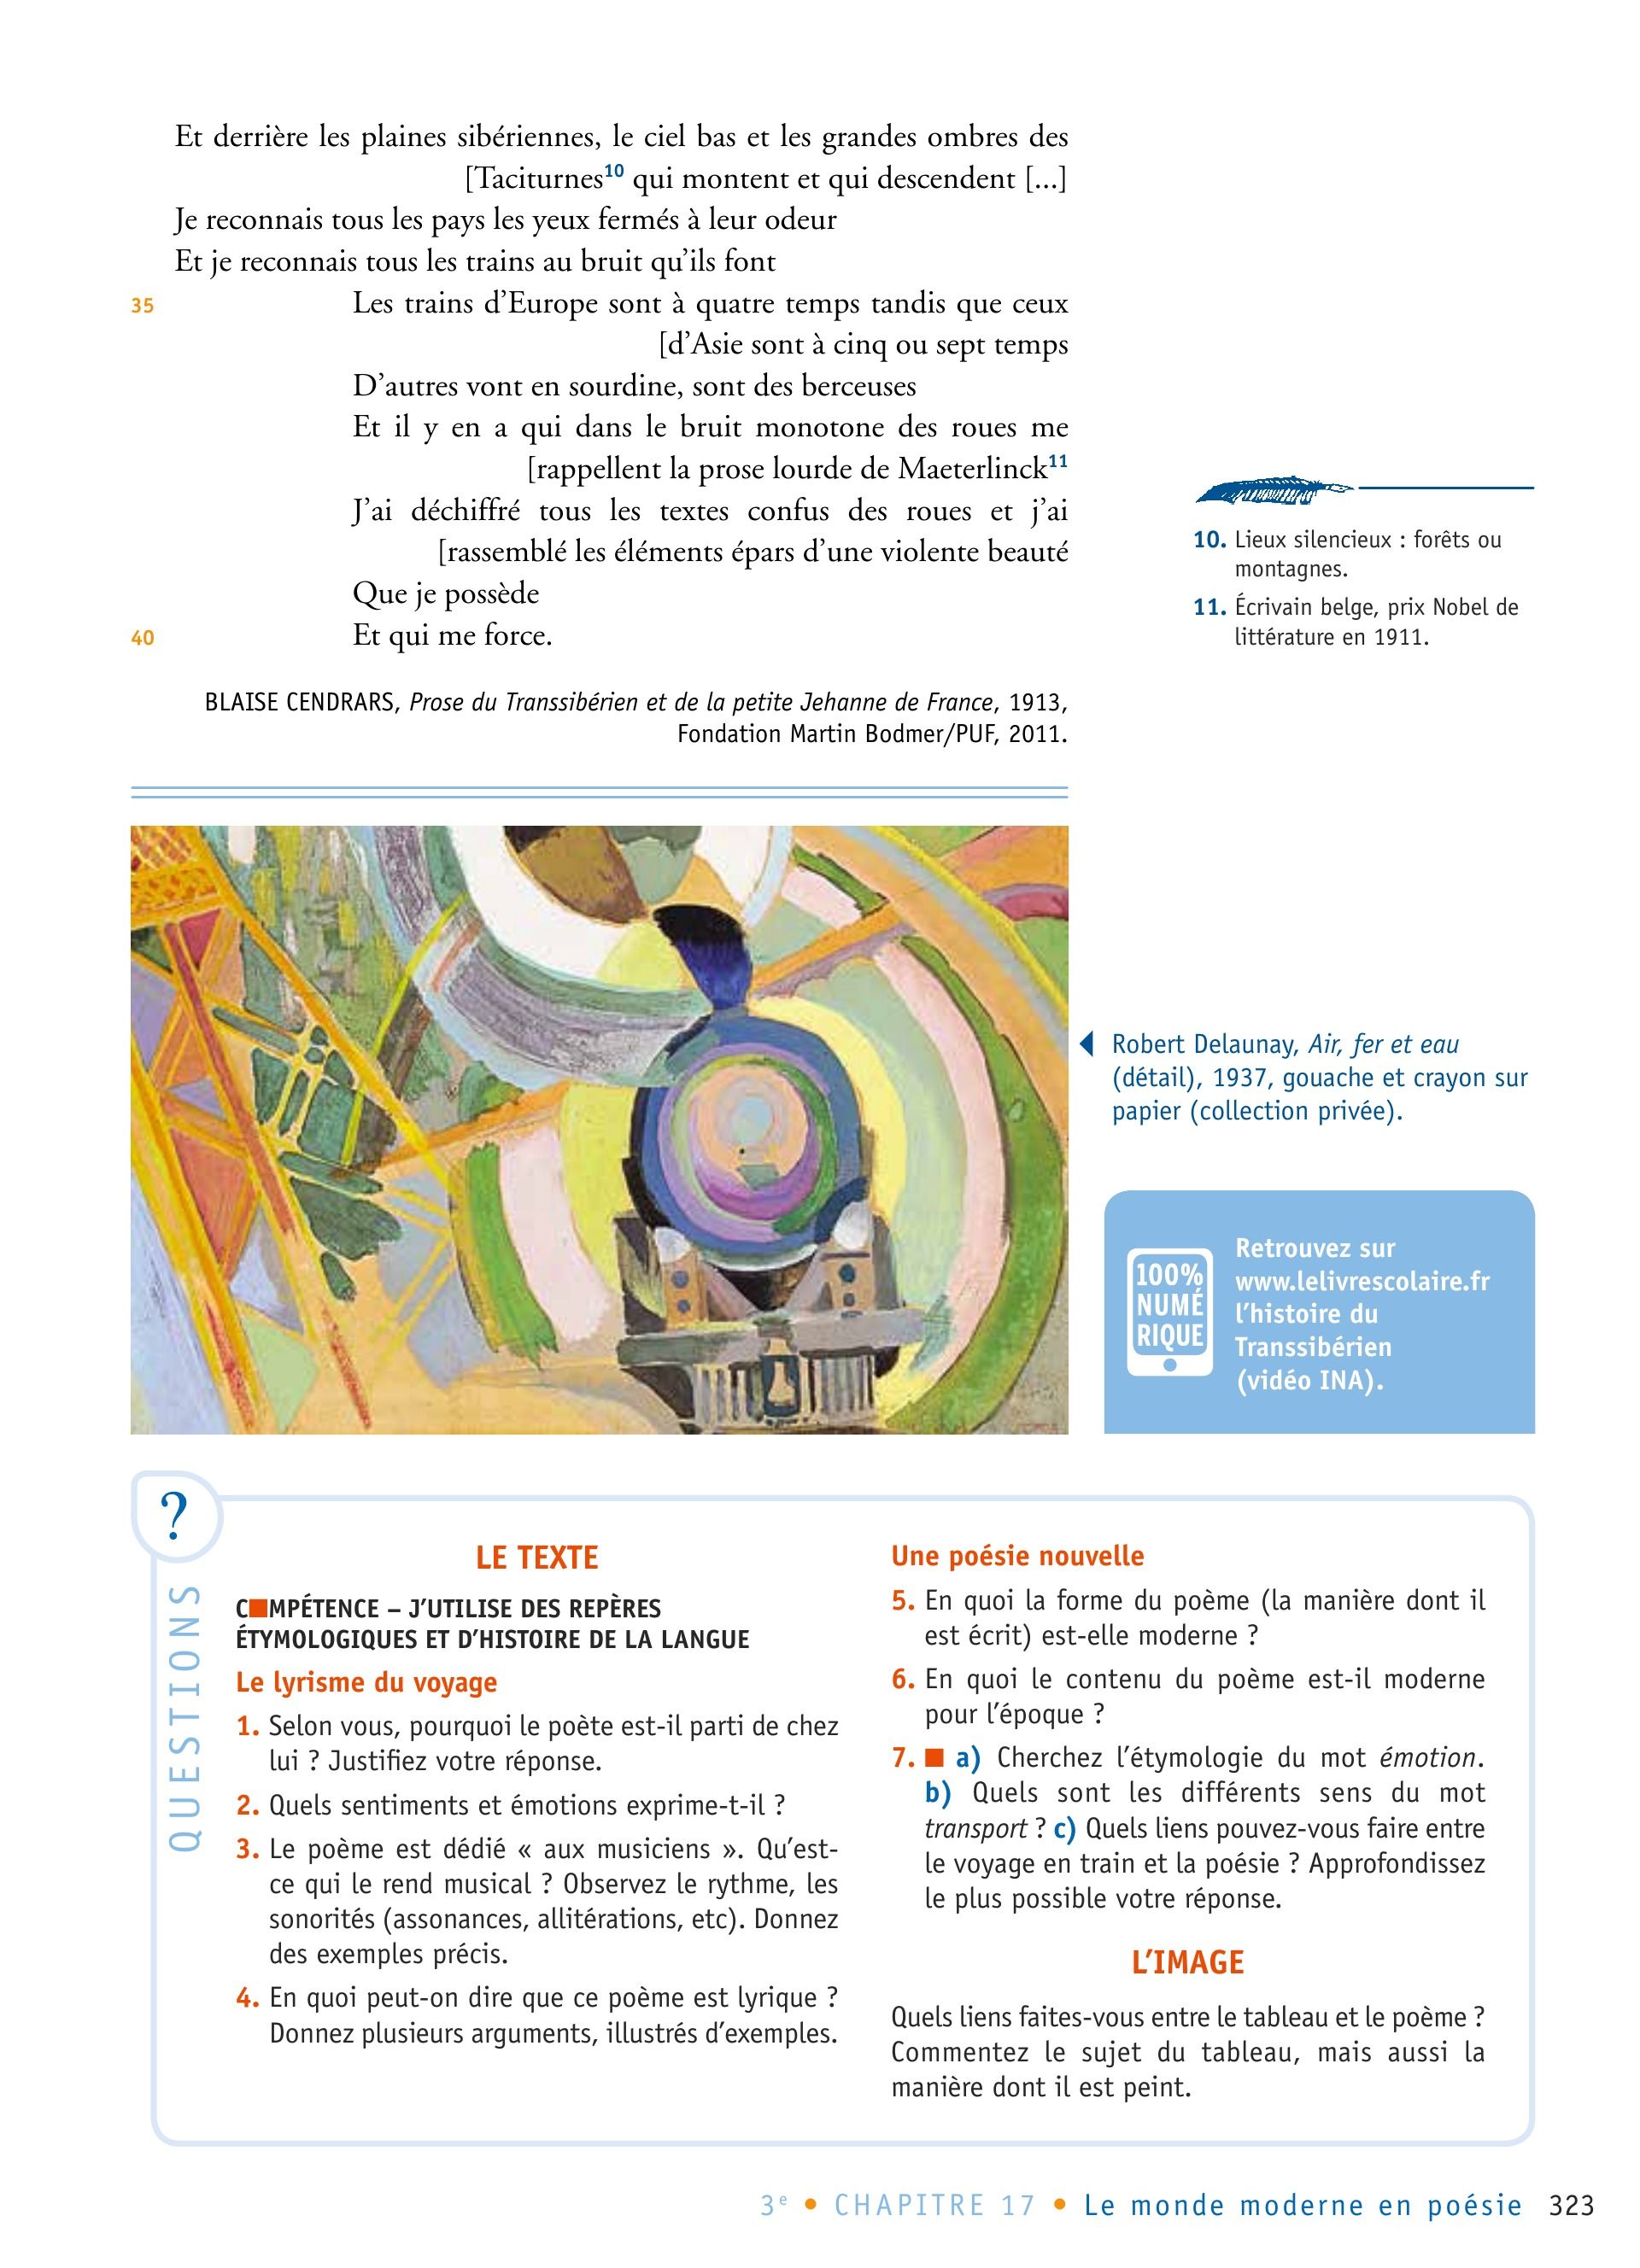 Et derrière les plaines sibériennes, le ciel bas et les grandes ombres des
[Taciturnes10 qui montent et qui descendent [...]
Je reconnais tous les pays les yeux fermés à leur odeur
Et je reconnais tous les trains au bruit qu’ils font
35 Les trains d’Europe sont à quatre temps tandis que ceux
[d’Asie sont à cinq ou sept temps
D’autres vont en sourdine, sont des berceuses
Et il y en a qui dans le bruit monotone des roues me
[rappellent la prose lourde de Maeterlinck11
J’ai déchiffré tous les textes confus des roues et j’ai
[rassemblé les éléments épars d’une violente beauté
Que je possède
40 Et qui me force.
BLAISE CENDRARS, Prose du Transsibérien et de la petite Jehanne de France, 1913,
Fondation Martin Bodmer/PUF, 2011.
10. Lieux silencieux : forêts ou
montagnes.
11. Écrivain belge, prix Nobel de
littérature en 1911.
Robert Delaunay, Air, fer et eau
(détail), 1937, gouache et crayon sur
papier (collection privée).
100%
NUMÉ
RIQUE
Retrouvez sur
www.lelivrescolaire.fr
l’histoire du
Transsibérien
(vidéo INA).
?
QUESTIONS
LE TEXTE
C■MPÉTENCE – J’UTILISE DES REPÈRES
ÉTYMOLOGIQUES ET D’HISTOIRE DE LA LANGUE
Le lyrisme du voyage
1. Selon vous, pourquoi le poète est-il parti de chez
lui ? Justifiez votre réponse.
2. Quels sentiments et émotions exprime-t-il ?
3. Le poème est dédié « aux musiciens ». Qu’est-
ce qui le rend musical ? Observez le rythme, les
sonorités (assonances, allitérations, etc). Donnez
des exemples précis.
4. En quoi peut-on dire que ce poème est lyrique ?
Donnez plusieurs arguments, illustrés d’exemples.
Une poésie nouvelle
5. En quoi la forme du poème (la manière dont il
est écrit) est-elle moderne ?
6. En quoi le contenu du poème est-il moderne
pour l’époque ?
7. ■ a) Cherchez l’étymologie du mot émotion.
b) Quels sont les différents sens du mot
transport ? c) Quels liens pouvez-vous faire entre
le voyage en train et la poésie ? Approfondissez
le plus possible votre réponse.
L’IMAGE
Quels liens faites-vous entre le tableau et le poème ?
Commentez le sujet du tableau, mais aussi la
manière dont il est peint.
3e • CHAPITRE 17 • Le monde moderne en poésie 323